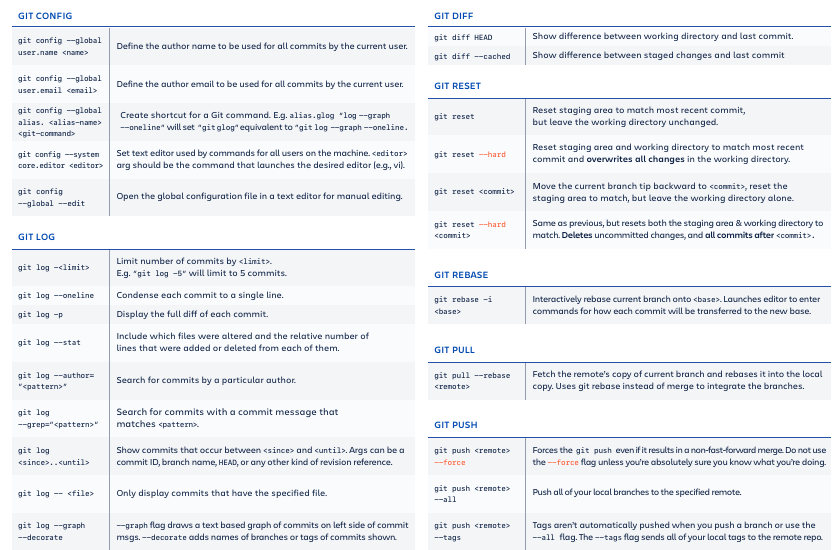 GIT CONFIG
git config --global
user.name <name>
Define the author name to be used for all commits by the current user.
git config --global
user.email <email>
Define the author email to be used for all commits by the current user.
git config --global
alias. <alias-name>
<git-command>
Create shortcut for a Git command. E.g. alias.glog "log --graph
--oneline" will set "git glog" equivalent to "git log --graph --oneline.
git config --system
core.editor <editor>
Set text editor used by commands for all users on the machine. <editor>
arg should be the command that launches the desired editor (e.g., vi).
git config
--global --edit
Open the global configuration file in a text editor for manual editing.
GIT LOG
git log -<limit>
Limit number of commits by <limit>.
E.g. "git log -5" will limit to 5 commits.
git log --oneline
Condense each commit to a single line.
git log -p
Display the full diff of each commit.
git log --stat
Include which files were altered and the relative number of
lines that were added or deleted from each of them.
git log --author=
"<pattern>"
Search for commits by a particular author.
git log
--grep="<pattern>"
Search for commits with a commit message that
matches <pattern>.
git log
<since>..<until>
Show commits that occur between <since> and <until>. Args can be a
commit ID, branch name, HEAD, or any other kind of revision reference.
git log -- <file>
Only display commits that have the specified file.
git log --graph
--decorate
--graph flag draws a text based graph of commits on left side of commit
msgs. --decorate adds names of branches or tags of commits shown.
GIT DIFF
git diff HEAD
Show difference between working directory and last commit.
git diff --cached
Show difference between staged changes and last commit
GIT RESET
git reset
Reset staging area to match most recent commit,
but leave the working directory unchanged.
git reset --hard
Reset staging area and working directory to match most recent
commit and overwrites all changes in the working directory.
git reset <commit>
Move the current branch tip backward to <commit>, reset the
staging area to match, but leave the working directory alone.
git reset --hard
<commit>
Same as previous, but resets both the staging area & working directory to
match. Deletes uncommitted changes, and all commits after <commit>.
GIT REBASE
git rebase -i
<base>
Interactively rebase current branch onto <base>. Launches editor to enter
commands for how each commit will be transferred to the new base.
GIT PULL
git pull --rebase
<remote>
Fetch the remote's copy of current branch and rebases it into the local
copy. Uses git rebase instead of merge to integrate the branches.
GIT PUSH
git push <remote>
--force
Forces the git push even if it results in a non-fast-forward merge. Do not use
the --force flag unless you're absolutely sure you know what you're doing.
git push <remote>
--all
Push all of your local branches to the specified remote.
git push <remote>
--tags
Tags aren't automatically pushed when you push a branch or use the
--all flag. The --tags flag sends all of your local tags to the remote repo.